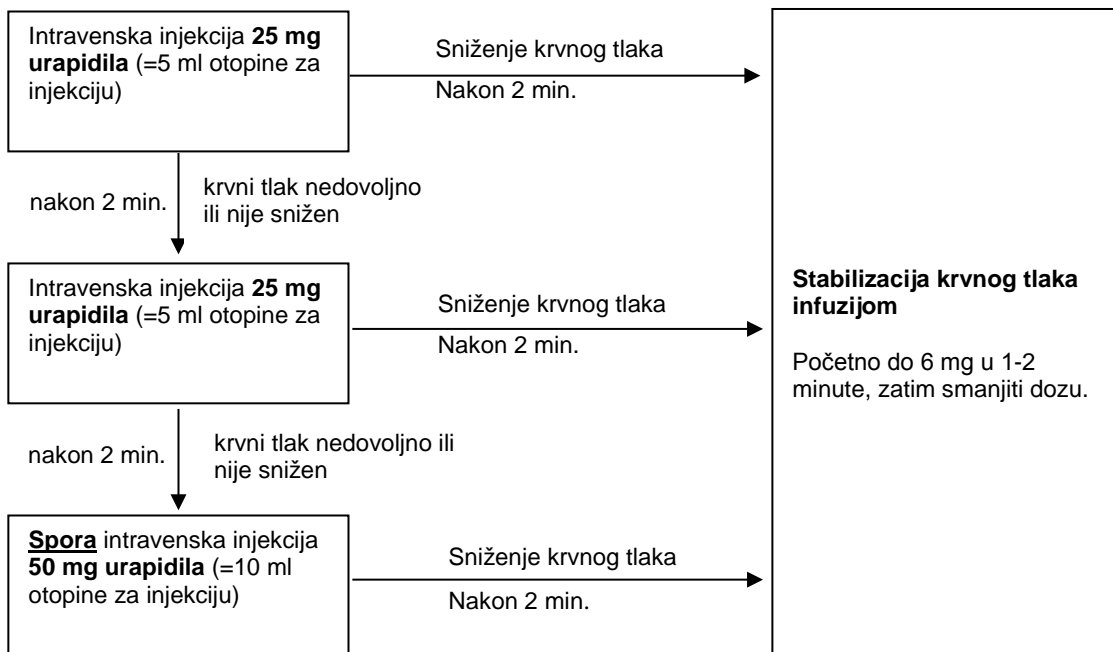 Intravenska injekcija 25 mg
urapidila (=5 ml otopine za
injekciju)
Sniženje krvnog tlaka
Nakon 2 min.
nakon 2 min.
krvni tlak nedovoljno
ili nije snižen
Intravenska injekcija 25 mg
urapidila (=5 ml otopine za
injekciju)
Sniženje krvnog tlaka
Nakon 2 min.
Stabilizacija krvnog tlaka
infuzijom
Početno do 6 mg u 1-2
minute, zatim smanjiti dozu.
nakon 2 min.
krvni tlak nedovoljno ili
nije snižen
Spora intravenska injekcija
50 mg urapidila (=10 ml
otopine za injekciju)
Sniženje krvnog tlaka
Nakon 2 min.